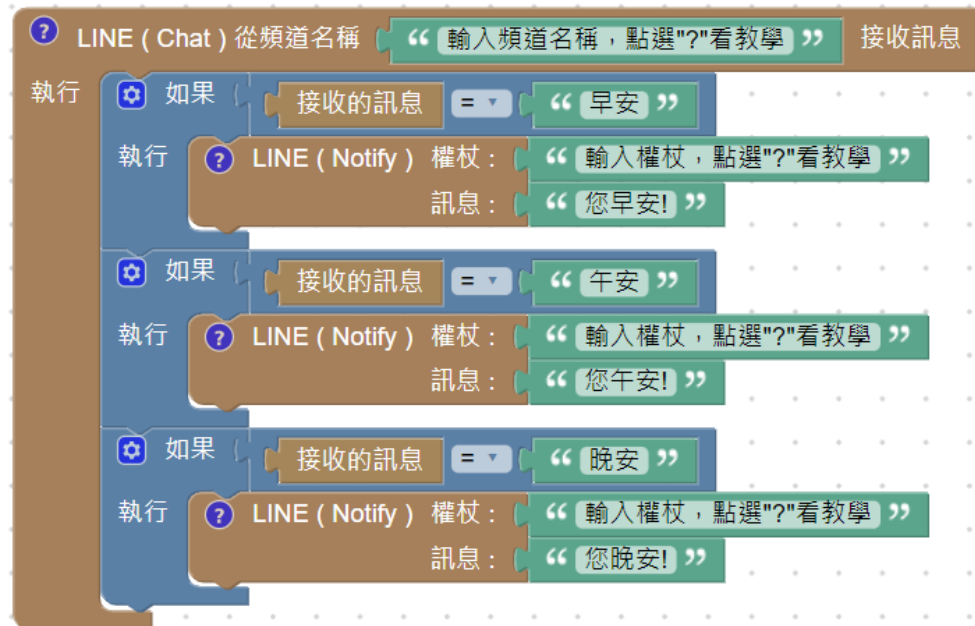 ? LINE ( Chat ) 從頻道名稱 “ 輸入頻道名稱，點選"?"看教學 ” 接收訊息
執行 如果 接收的訊息 = “ 早安 ”
執行 ? LINE ( Notify ) 權杖 : “ 輸入權杖，點選"?"看教學 ”
訊息 : “ 您早安! ”
如果 接收的訊息 = “ 午安 ”
執行 ? LINE ( Notify ) 權杖 : “ 輸入權杖，點選"?"看教學 ”
訊息 : “ 您午安! ”
如果 接收的訊息 = “ 晚安 ”
執行 ? LINE ( Notify ) 權杖 : “ 輸入權杖，點選"?"看教學 ”
訊息 : “ 您晚安! ”